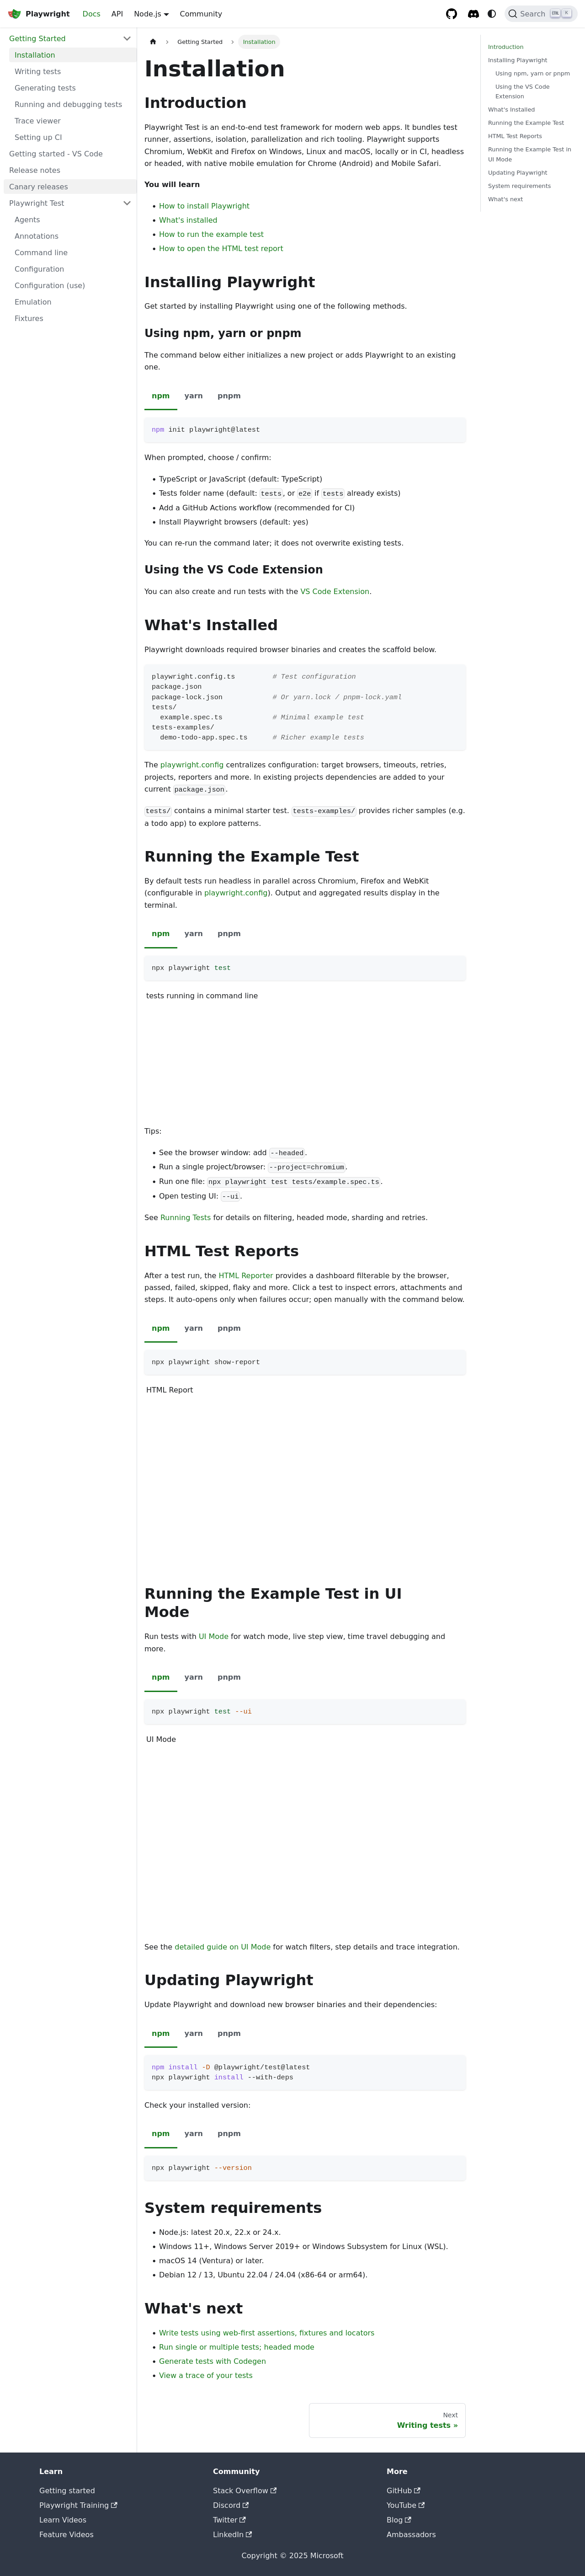 Playwright
Docs
API
Node.js
Community
Search
Getting Started
Installation
Writing tests
Generating tests
Running and debugging tests
Trace viewer
Setting up CI
Getting started - VS Code
Release notes
Canary releases
Playwright Test
Agents
Annotations
Command line
Configuration
Configuration (use)
Emulation
Fixtures
Getting Started
Installation
Installation
Introduction
Playwright Test is an end-to-end test framework for modern web apps. It bundles test
runner, assertions, isolation, parallelization and rich tooling. Playwright supports
Chromium, WebKit and Firefox on Windows, Linux and macOS, locally or in CI, headless
or headed, with native mobile emulation for Chrome (Android) and Mobile Safari.
You will learn
How to install Playwright
What's installed
How to run the example test
How to open the HTML test report
Installing Playwright
Get started by installing Playwright using one of the following methods.
Using npm, yarn or pnpm
The command below either initializes a new project or adds Playwright to an existing
one.
npm yarn pnpm
npm init playwright@latest
When prompted, choose / confirm:
TypeScript or JavaScript (default: TypeScript)
Tests folder name (default: tests, or e2e if tests already exists)
Add a GitHub Actions workflow (recommended for CI)
Install Playwright browsers (default: yes)
You can re-run the command later; it does not overwrite existing tests.
Using the VS Code Extension
You can also create and run tests with the VS Code Extension.
What's Installed
Playwright downloads required browser binaries and creates the scaffold below.
playwright.config.ts # Test configuration
package.json
package-lock.json # Or yarn.lock / pnpm-lock.yaml
tests/
example.spec.ts # Minimal example test
tests-examples/
demo-todo-app.spec.ts # Richer example tests
The playwright.config centralizes configuration: target browsers, timeouts, retries,
projects, reporters and more. In existing projects dependencies are added to your
current package.json.
tests/ contains a minimal starter test. tests-examples/ provides richer samples (e.g.
a todo app) to explore patterns.
Running the Example Test
By default tests run headless in parallel across Chromium, Firefox and WebKit
(configurable in playwright.config). Output and aggregated results display in the
terminal.
npm yarn pnpm
npx playwright test
tests running in command line
Tips:
See the browser window: add --headed.
Run a single project/browser: --project=chromium.
Run one file: npx playwright test tests/example.spec.ts.
Open testing UI: --ui.
See Running Tests for details on filtering, headed mode, sharding and retries.
HTML Test Reports
After a test run, the HTML Reporter provides a dashboard filterable by the browser,
passed, failed, skipped, flaky and more. Click a test to inspect errors, attachments and
steps. It auto-opens only when failures occur; open manually with the command below.
npm yarn pnpm
npx playwright show-report
HTML Report
Running the Example Test in UI
Mode
Run tests with UI Mode for watch mode, live step view, time travel debugging and
more.
npm yarn pnpm
npx playwright test --ui
UI Mode
See the detailed guide on UI Mode for watch filters, step details and trace integration.
Updating Playwright
Update Playwright and download new browser binaries and their dependencies:
npm yarn pnpm
npm install -D @playwright/test@latest
npx playwright install --with-deps
Check your installed version:
npm yarn pnpm
npx playwright --version
System requirements
Node.js: latest 20.x, 22.x or 24.x.
Windows 11+, Windows Server 2019+ or Windows Subsystem for Linux (WSL).
macOS 14 (Ventura) or later.
Debian 12 / 13, Ubuntu 22.04 / 24.04 (x86-64 or arm64).
What's next
Write tests using web-first assertions, fixtures and locators
Run single or multiple tests; headed mode
Generate tests with Codegen
View a trace of your tests
Next
Writing tests »
Introduction
Installing Playwright
Using npm, yarn or pnpm
Using the VS Code
Extension
What's Installed
Running the Example Test
HTML Test Reports
Running the Example Test in
UI Mode
Updating Playwright
System requirements
What's next
Learn
Getting started
Playwright Training
Learn Videos
Feature Videos
Community
Stack Overflow
Discord
Twitter
LinkedIn
More
GitHub
YouTube
Blog
Ambassadors
Copyright © 2025 Microsoft